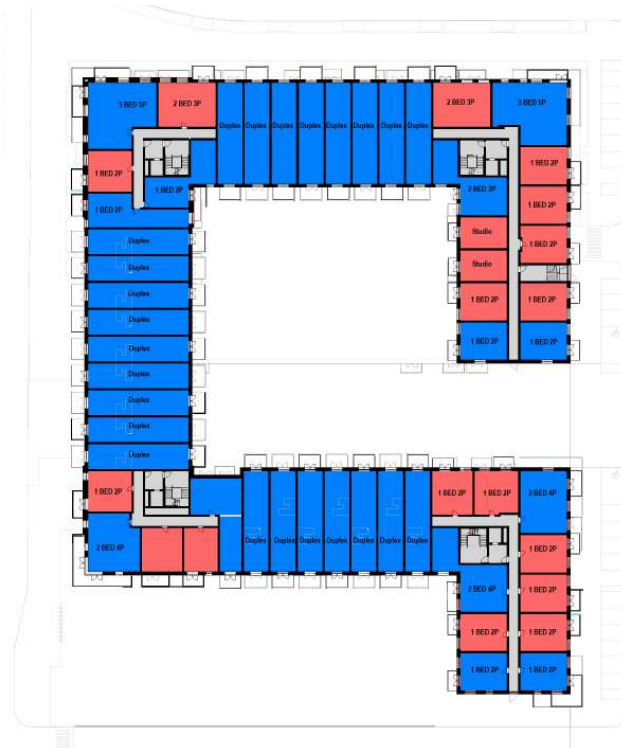 3 BED 5P
2 BED 3P
Duplex
Duplex
Duplex
Duplex
Duplex
Duplex
Duplex
Duplex
2 BED 3P
3 BED 5P
1 BED 2P
1 BED 2P
1 BED 2P
1 BED 2P
2 BED 3P
1 BED 2P
Studio
1 BED 2P
Studio
1 BED 2P
1 BED 2P
1 BED 2P
1 BED 2P
Duplex
Duplex
Duplex
Duplex
Duplex
Duplex
Duplex
Duplex
Duplex
1 BED 2P
1 BED 2P
1 BED 2P
2 BED 4P
2 BED 4P
Duplex
Duplex
Duplex
Duplex
Duplex
Duplex
Duplex
1 BED 2P
2 BED 4P
1 BED 2P
1 BED 2P
1 BED 2P
1 BED 2P
1 BED 2P